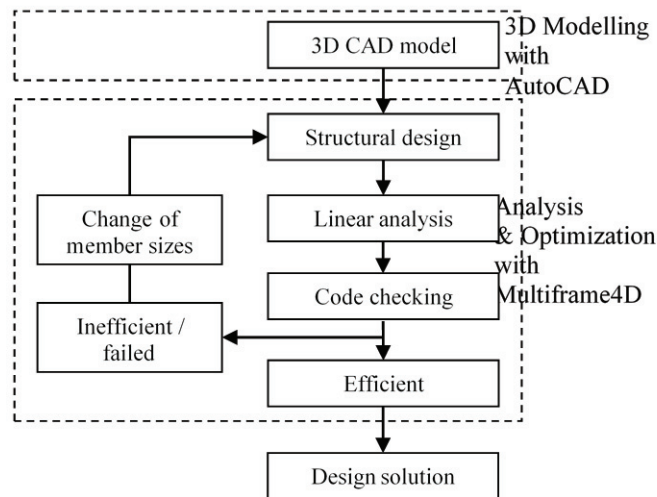 3D CAD model
3D Modelling
with
AutoCAD
Structural design
Change of
member sizes
Linear analysis
Analysis
& Optimization
with
Multiframe4D
Code checking
Inefficient /
failed
Efficient
Design solution